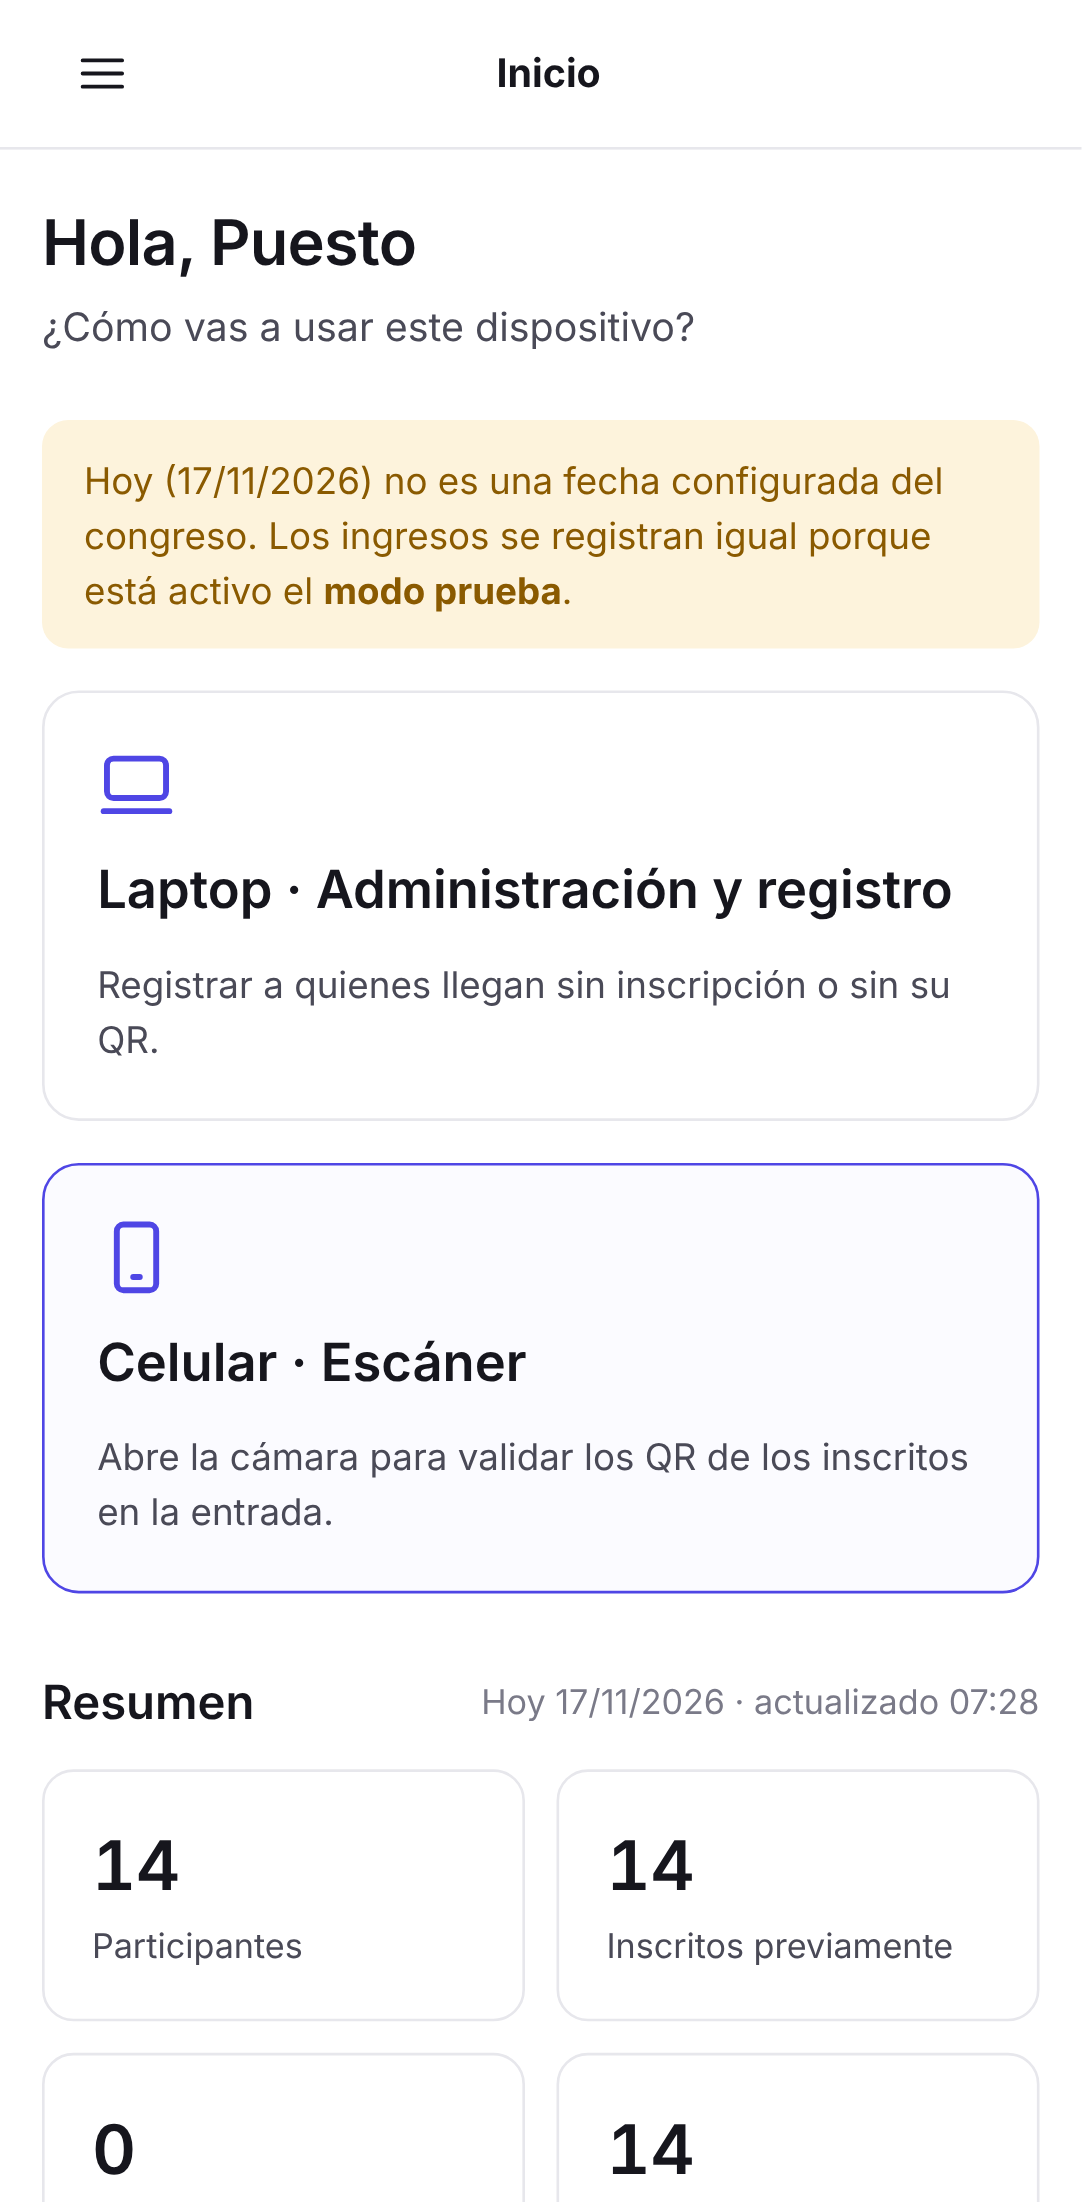 Inicio
Hola, Puesto
¿Cómo vas a usar este dispositivo?
Hoy (17/11/2026) no es una fecha configurada del
congreso. Los ingresos se registran igual porque
está activo el modo prueba.
Laptop · Administración y registro
Registrar a quienes llegan sin inscripción o sin su
QR.
Celular · Escáner
Abre la cámara para validar los QR de los inscritos
en la entrada.
Resumen
Hoy 17/11/2026 · actualizado 07:28
14
Participantes
14
Inscritos previamente
0
14